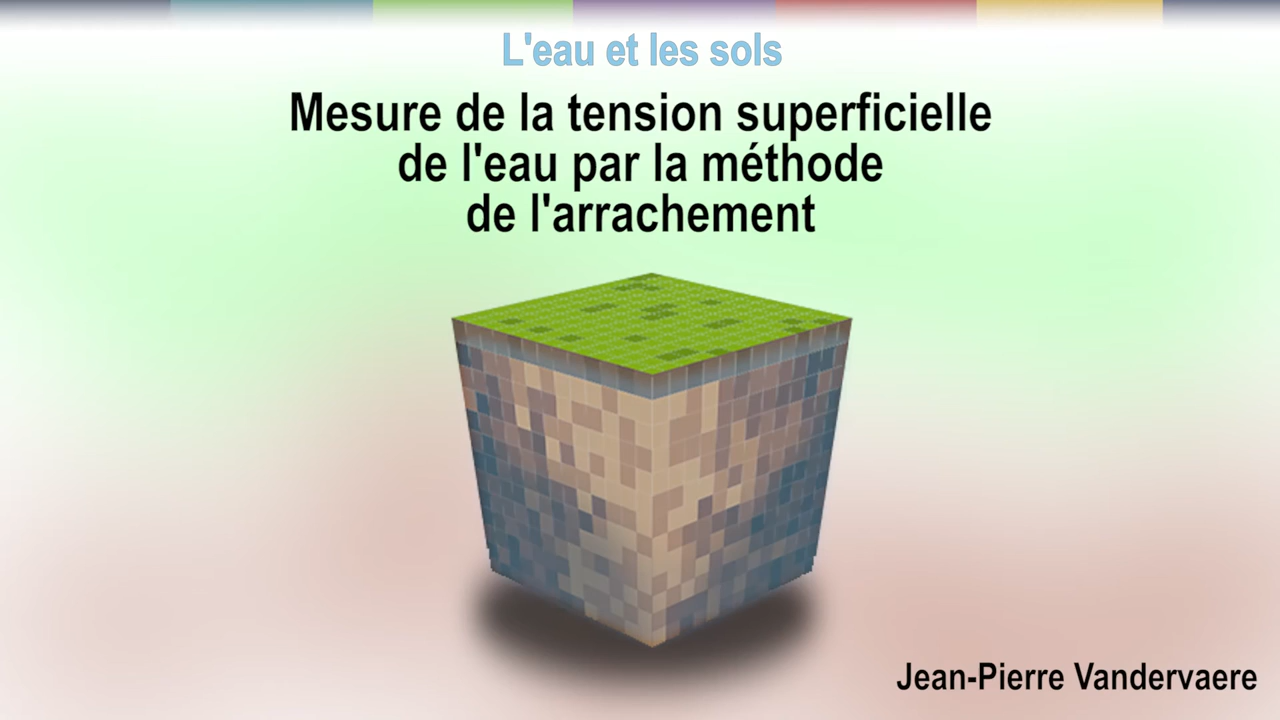 L'eau et les sols
Mesure de la tension superficielle
de l'eau par la méthode
de l'arrachement
Jean-Pierre Vandervaere